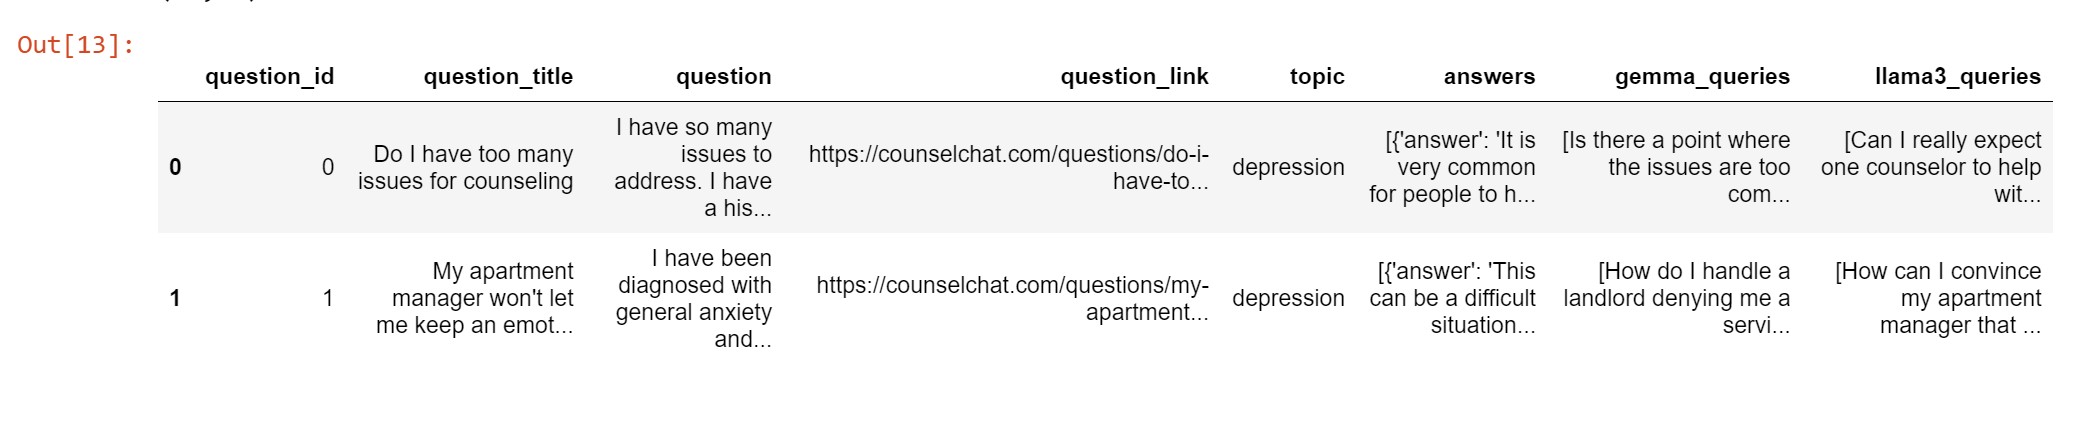 Out[13]:
question_id question_title question question_link topic answers gemma_queries llama3_queries
0 0 Do I have too many
issues for counseling
I have so many
issues to
address. I have
a his...
https://counselchat.com/questions/do-i-
have-to...
depression
[{'answer': 'It is
very common
for people to h...
[Is there a point where
the issues are too
com...
[Can I really expect
one counselor to help
wit...
1 1 My apartment
manager won't let
me keep an emot...
I have been
diagnosed with
general anxiety
and...
https://counselchat.com/questions/my-
apartment...
depression
[{'answer': 'This
can be a difficult
situation...
[How do I handle a
landlord denying me a
servi...
[How can I convince
my apartment
manager that ...